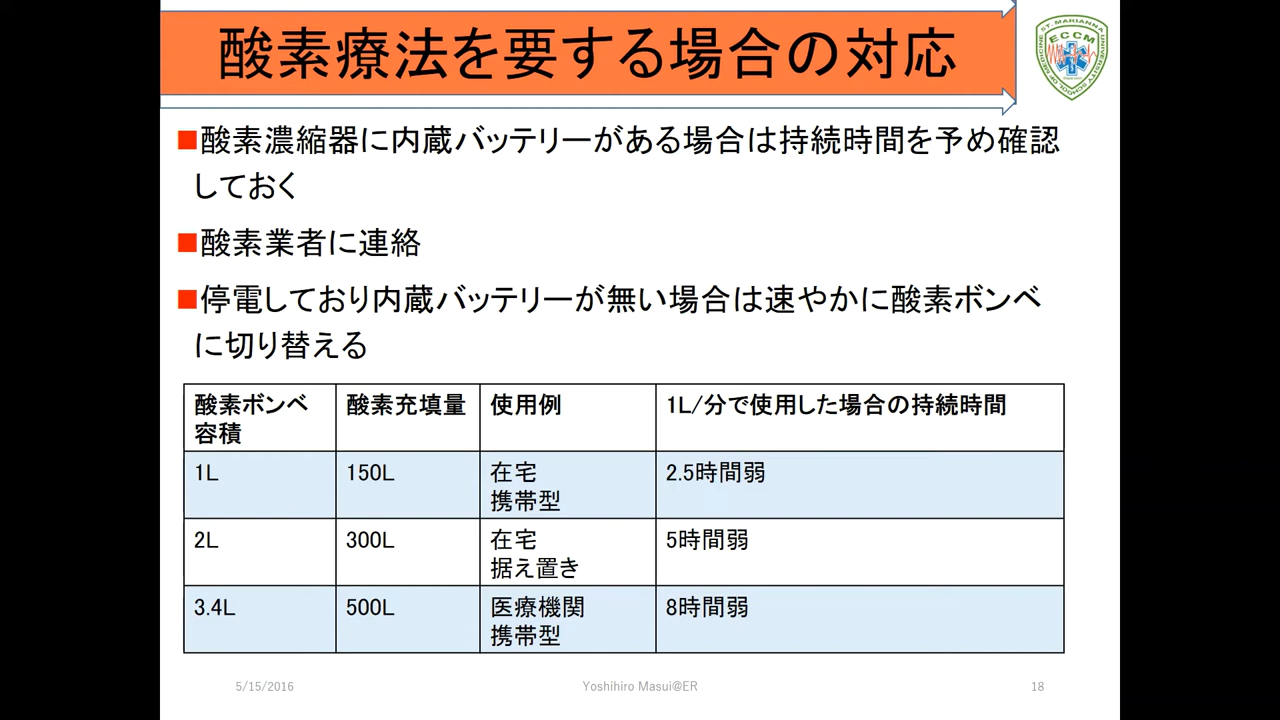 酸素療法を要する場合の対応
ST. MARIANNA UNIVERSITY SCHOOL OF MEDICINE
ECCM
■酸素濃縮器に内蔵バッテリーがある場合は持続時間を予め確認
しておく
■酸素業者に連絡
■停電しており内蔵バッテリーが無い場合は速やかに酸素ボンベ
に切り替える
酸素ボンベ 酸素充填量 使用例 1L/分で使用した場合の持続時間
容積
1L 150L 在宅 2.5時間弱
携帯型
2L 300L 在宅 5時間弱
据え置き
3.4L 500L 医療機関 8時間弱
携帯型
5/15/2016 Yoshihiro Masui@ER 18